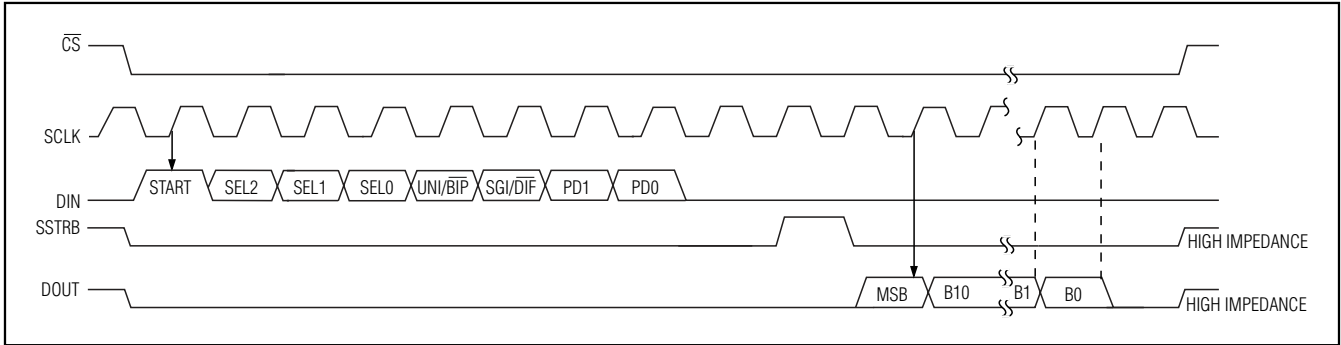 CS
SCLK
DIN START SEL2 SEL1 SEL0 UNI/BIP SGI/DIF PD1 PD0
SSTRB HIGH IMPEDANCE
DOUT MSB B10 B1 B0 HIGH IMPEDANCE